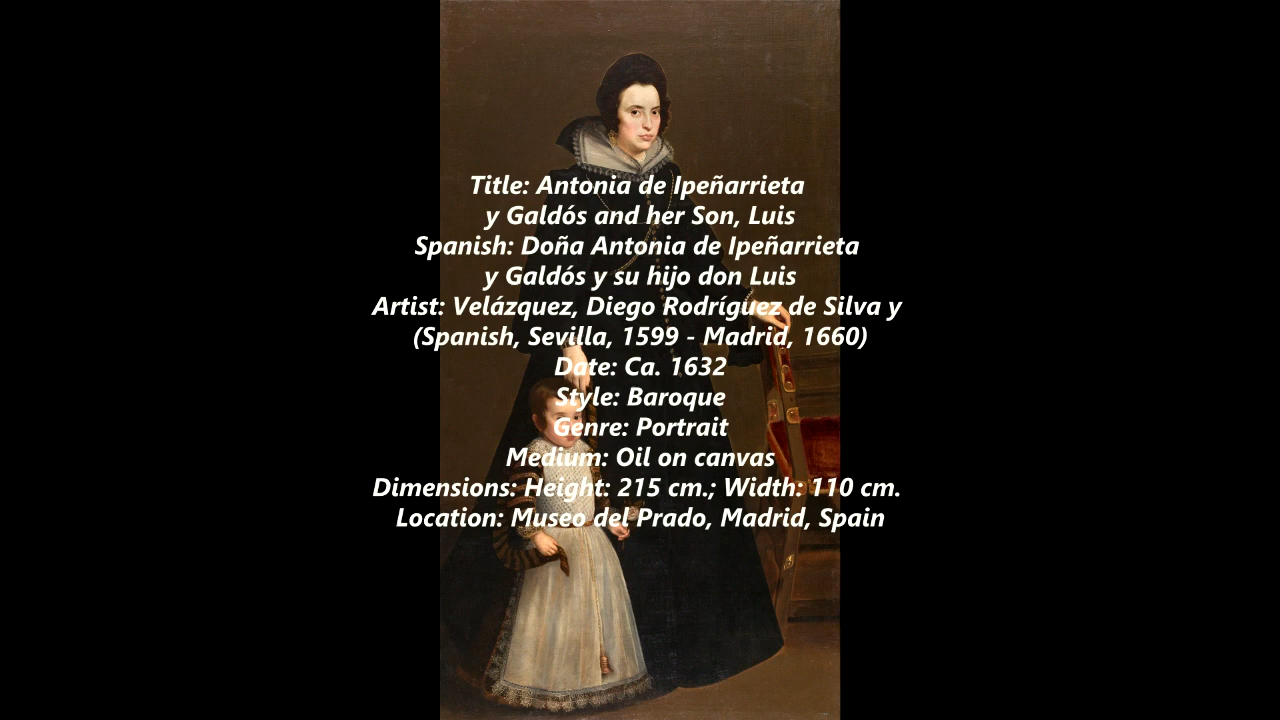 Title: Antonia de Ipeñarrieta
y Galdós and her Son, Luis
Spanish: Doña Antonia de Ipeñarrieta
y Galdós y su hijo don Luis
Artist: Velázquez, Diego Rodríguez de Silva y
(Spanish, Sevilla, 1599 - Madrid, 1660)
Date: Ca. 1632
Style: Baroque
Genre: Portrait
Medium: Oil on canvas
Dimensions: Height: 215 cm.; Width: 110 cm.
Location: Museo del Prado, Madrid, Spain